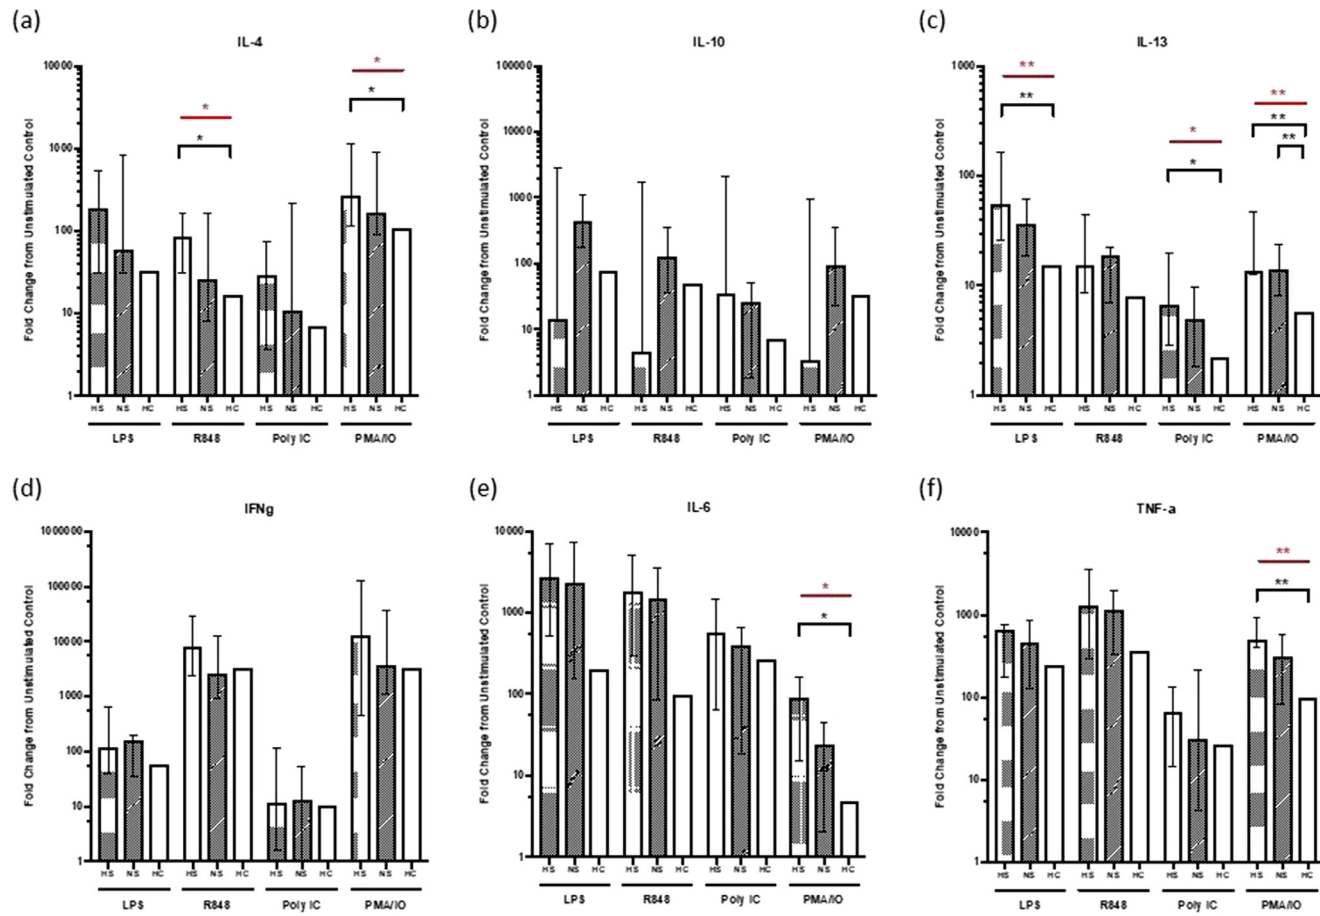 (a)
IL-4
Fold Change from Unstimulated Control
10000
1000
100
10
1
* *
* *
HS NS HC HS NS HC HS NS HC HS NS HC
LPS R848 Poly IC PMA/IO
(b)
IL-10
Fold Change from Unstimulated Control
100000
10000
1000
100
10
1
HS NS HC HS NS HC HS NS HC HS NS HC
LPS R848 Poly IC PMA/IO
(c)
IL-13
Fold Change from Unstimulated Control
1000
100
10
1
** * **
** * **
**
HS NS HC HS NS HC HS NS HC HS NS HC
LPS R848 Poly IC PMA/IO
(d)
IFNg
Fold Change from Unstimulated Control
1000000
100000
10000
1000
100
10
1
HS NS HC HS NS HC HS NS HC HS NS HC
LPS R848 Poly IC PMA/IO
(e)
IL-6
Fold Change from Unstimulated Control
10000
1000
100
10
1
*
*
HS NS HC HS NS HC HS NS HC HS NS HC
LPS R848 Poly IC PMA/IO
(f)
TNF-a
Fold Change from Unstimulated Control
10000
1000
100
10
1
**
**
HS NS HC HS NS HC HS NS HC HS NS HC
LPS R848 Poly IC PMA/IO